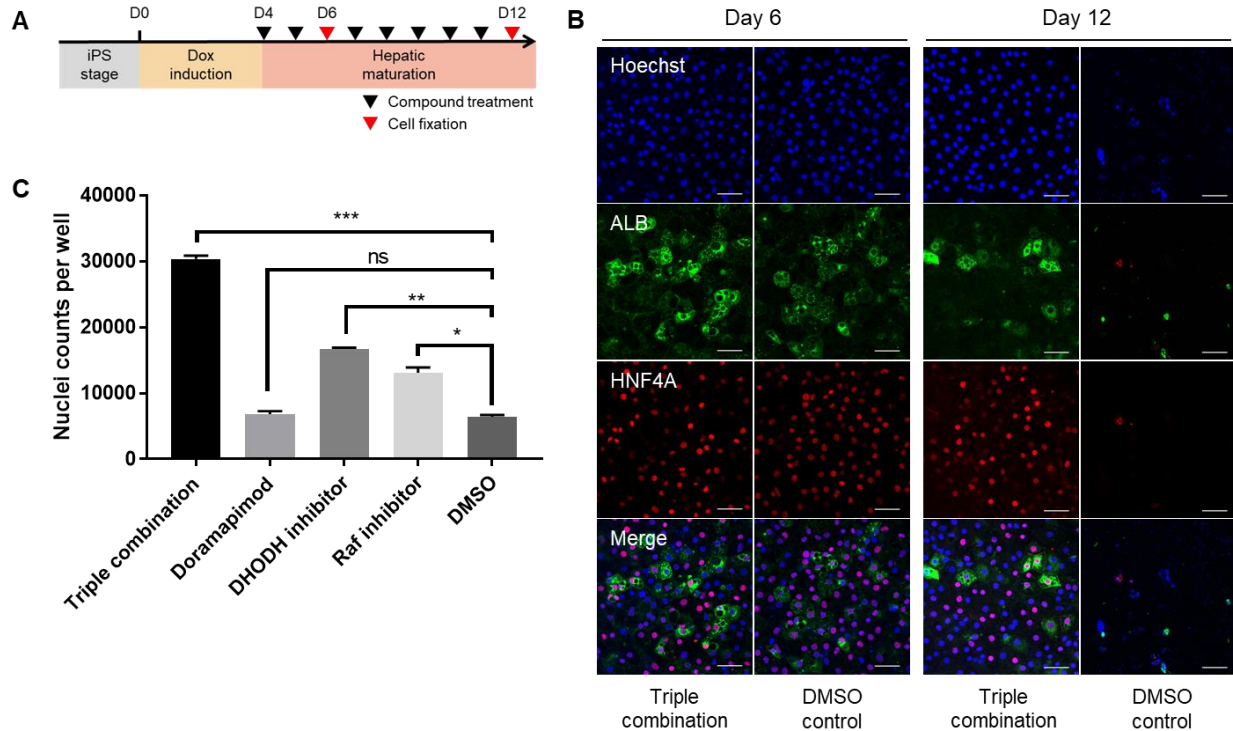 A
D0
D4
D6
D12
iPS
stage
Dox
induction
Hepatic
maturation
Compound treatment
Cell fixation
B
Day 6
Day 12
Hoechst
ALB
HNF4A
Merge
Triple
combination
DMSO
control
Triple
combination
DMSO
control
C
Nuclei counts per well
40000
30000
20000
10000
0
***
ns
**
*
Triple combination
Doramapimod
DHODH inhibitor
Raf inhibitor
DMSO